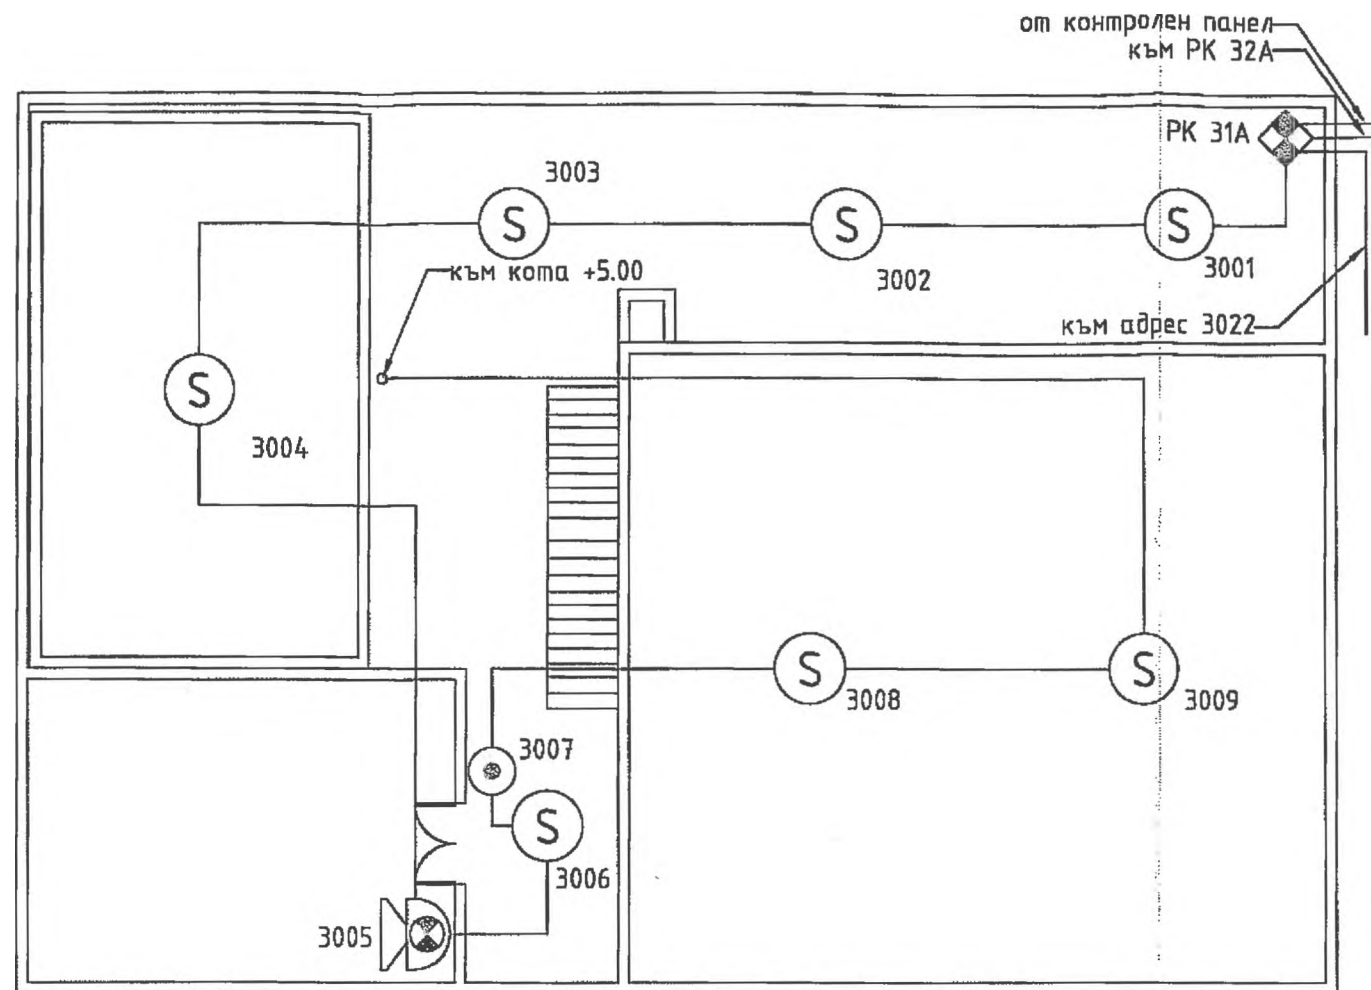 от контролен панел
към РК 32А
РК 31А
3003
S
S
S
3002
3001
към кота +5.00
към адрес 3022
S
3004
S
3008
S
3009
3007
S
3006
3005